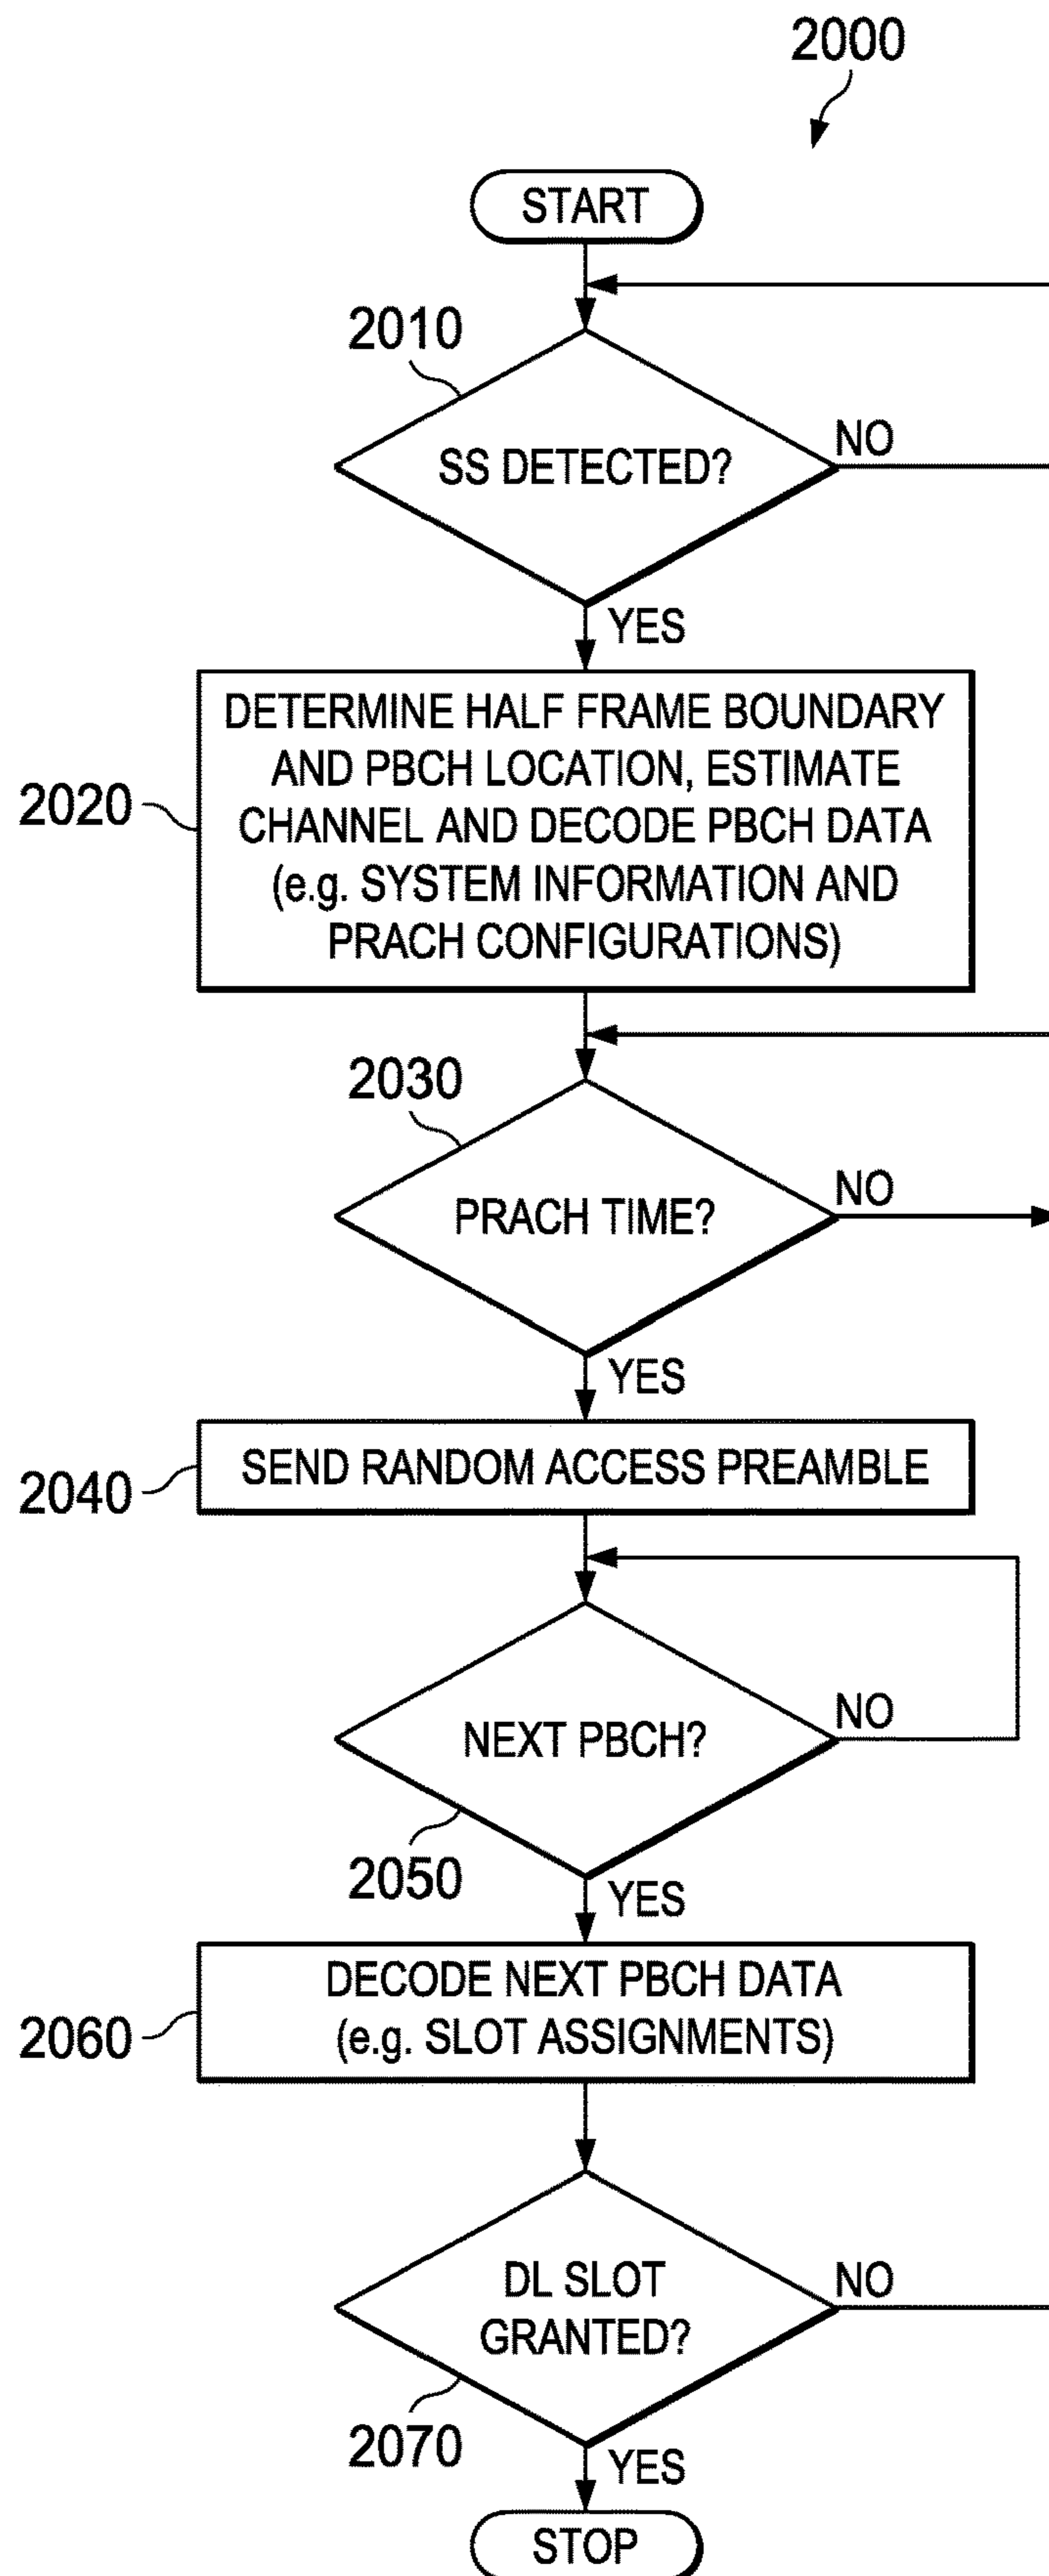 2000
START
2010
SS DETECTED?
NO
YES
2020
DETERMINE HALF FRAME BOUNDARY
AND PBCH LOCATION, ESTIMATE
CHANNEL AND DECODE PBCH DATA
(e.g. SYSTEM INFORMATION AND
PRACH CONFIGURATIONS)
2030
PRACH TIME?
NO
YES
2040
SEND RANDOM ACCESS PREAMBLE
NEXT PBCH?
NO
2050
YES
2060
DECODE NEXT PBCH DATA
(e.g. SLOT ASSIGNMENTS)
DL SLOT
GRANTED?
NO
2070
YES
STOP